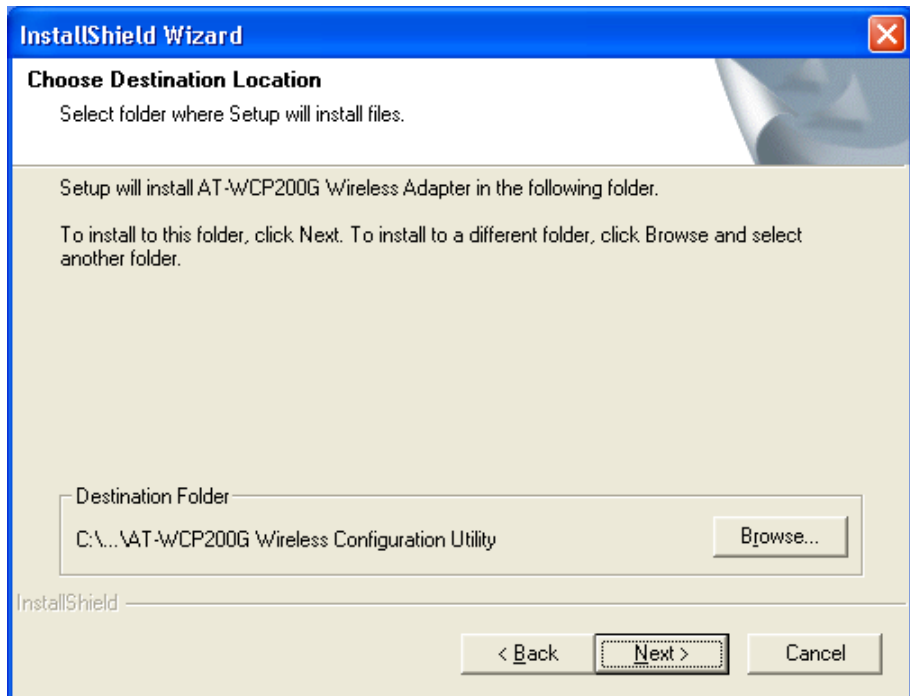 InstallShield Wizard
Choose Destination Location
Select folder where Setup will install files.
Setup will install AT-WCP200G Wireless Adapter in the following folder.
To install to this folder, click Next. To install to a different folder, click Browse and select
another folder.
Destination Folder
C:\...\AT-WCP200G Wireless Configuration Utility
Browse...
InstallShield
< Back
Next >
Cancel